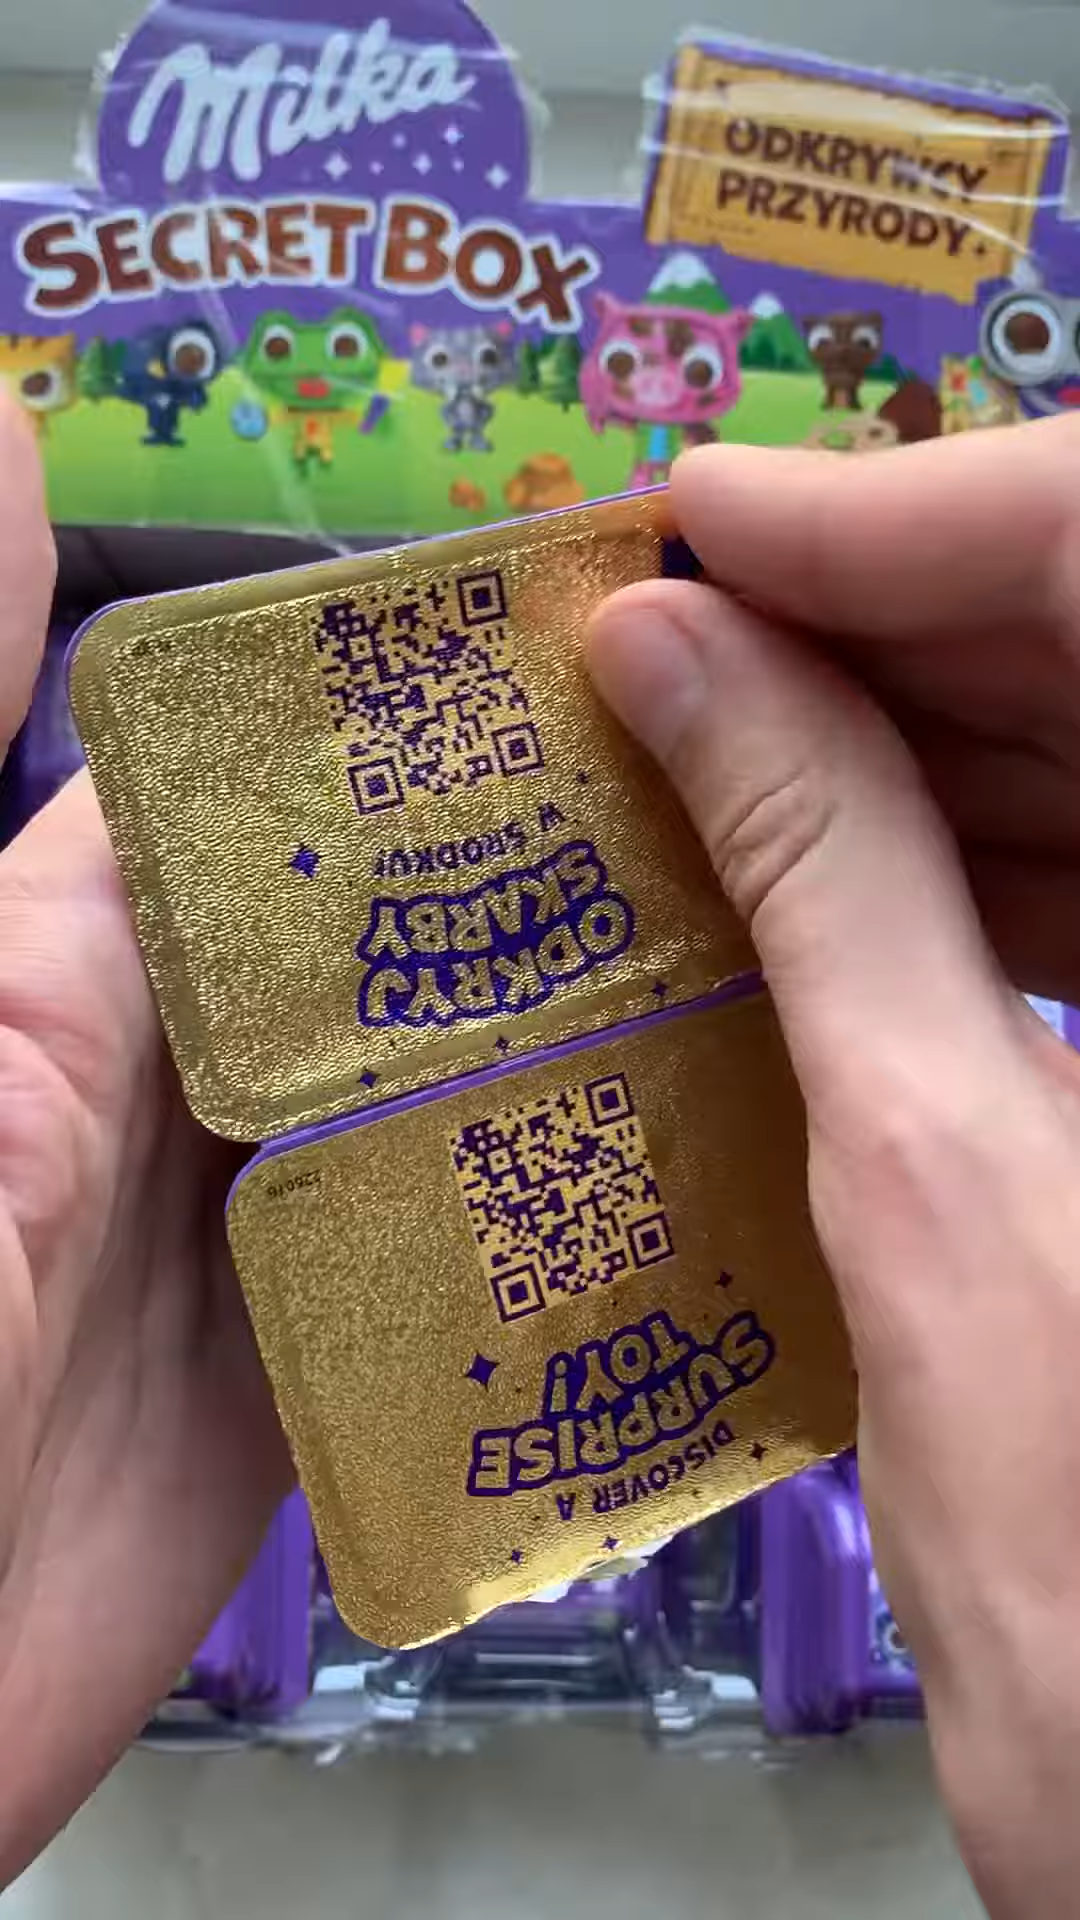 Milka
SECRET BOX
ODKRYWCY
PRZYRODY
ODKRYJ
SKARBY
W ŚRODKU!
DISCOVER A
SURPRISE
TOY!